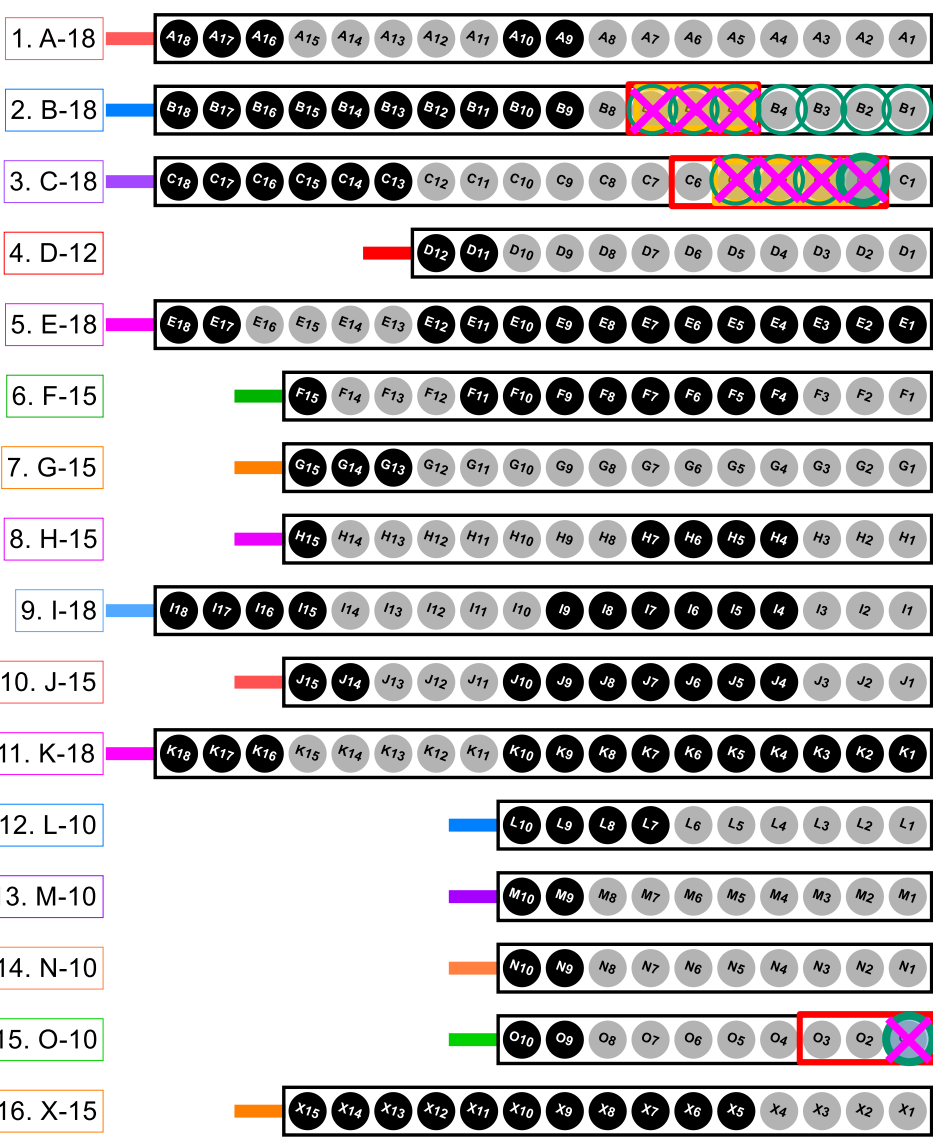 1. A-18 A18 A17 A16 A15 A14 A13 A12 A11 A10 A9 A8 A7 A6 A5 A4 A3 A2 A1
2. B-18 B18 B17 B16 B15 B14 B13 B12 B11 B10 B9 B8 B4 B3 B2 B1
3. C-18 C18 C17 C16 C15 C14 C13 C12 C11 C10 C9 C8 C7 C6 C1
4. D-12 D12 D11 D10 D9 D8 D7 D6 D5 D4 D3 D2 D1
5. E-18 E18 E17 E16 E15 E14 E13 E12 E11 E10 E9 E8 E7 E6 E5 E4 E3 E2 E1
6. F-15 F15 F14 F13 F12 F11 F10 F9 F8 F7 F6 F5 F4 F3 F2 F1
7. G-15 G15 G14 G13 G12 G11 G10 G9 G8 G7 G6 G5 G4 G3 G2 G1
8. H-15 H15 H14 H13 H12 H11 H10 H9 H8 H7 H6 H5 H4 H3 H2 H1
9. I-18 I18 I17 I16 I15 I14 I13 I12 I11 I10 I9 I8 I7 I6 I5 I4 I3 I2 I1
10. J-15 J15 J14 J13 J12 J11 J10 J9 J8 J7 J6 J5 J4 J3 J2 J1
11. K-18 K18 K17 K16 K15 K14 K13 K12 K11 K10 K9 K8 K7 K6 K5 K4 K3 K2 K1
12. L-10 L10 L9 L8 L7 L6 L5 L4 L3 L2 L1
13. M-10 M10 M9 M8 M7 M6 M5 M4 M3 M2 M1
14. N-10 N10 N9 N8 N7 N6 N5 N4 N3 N2 N1
15. O-10 O10 O9 O8 O7 O6 O5 O4 O3 O2
16. X-15 X15 X14 X13 X12 X11 X10 X9 X8 X7 X6 X5 X4 X3 X2 X1